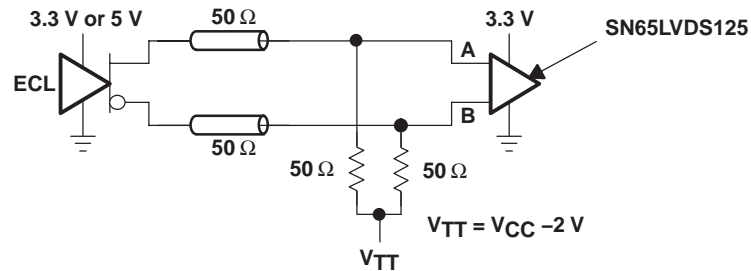 3.3 V or 5 V
50 Ω
3.3 V
SN65LVDS125
A
ECL
B
50 Ω
50 Ω
50 Ω
VTT = VCC –2 V
VTT